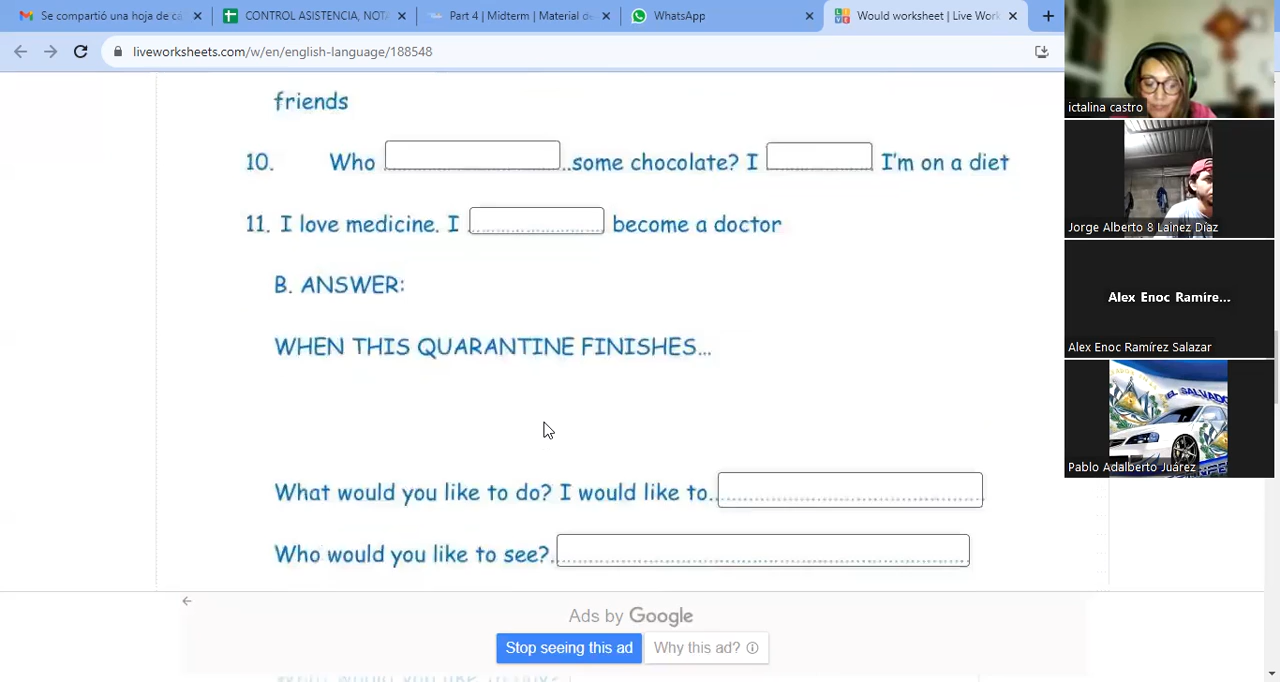 Se compartió una hoja de cá
CONTROL ASISTENCIA, NOTA
Part 4 | Midterm | Material de
WhatsApp
Would worksheet | Live Work
liveworksheets.com/w/en/english-language/188548
friends
10. Who some chocolate? I I'm on a diet
11. I love medicine. I become a doctor
B. ANSWER:
WHEN THIS QUARANTINE FINISHES...
What would you like to do? I would like to..
Who would you like to see?.
Ads by Google
Stop seeing this ad
Why this ad?
ictalina castro
Jorge Alberto 8 Lainez Díaz
Alex Enoc Ramíre...
Alex Enoc Ramírez Salazar
EL SALVADO
Pablo Adalberto Juárez